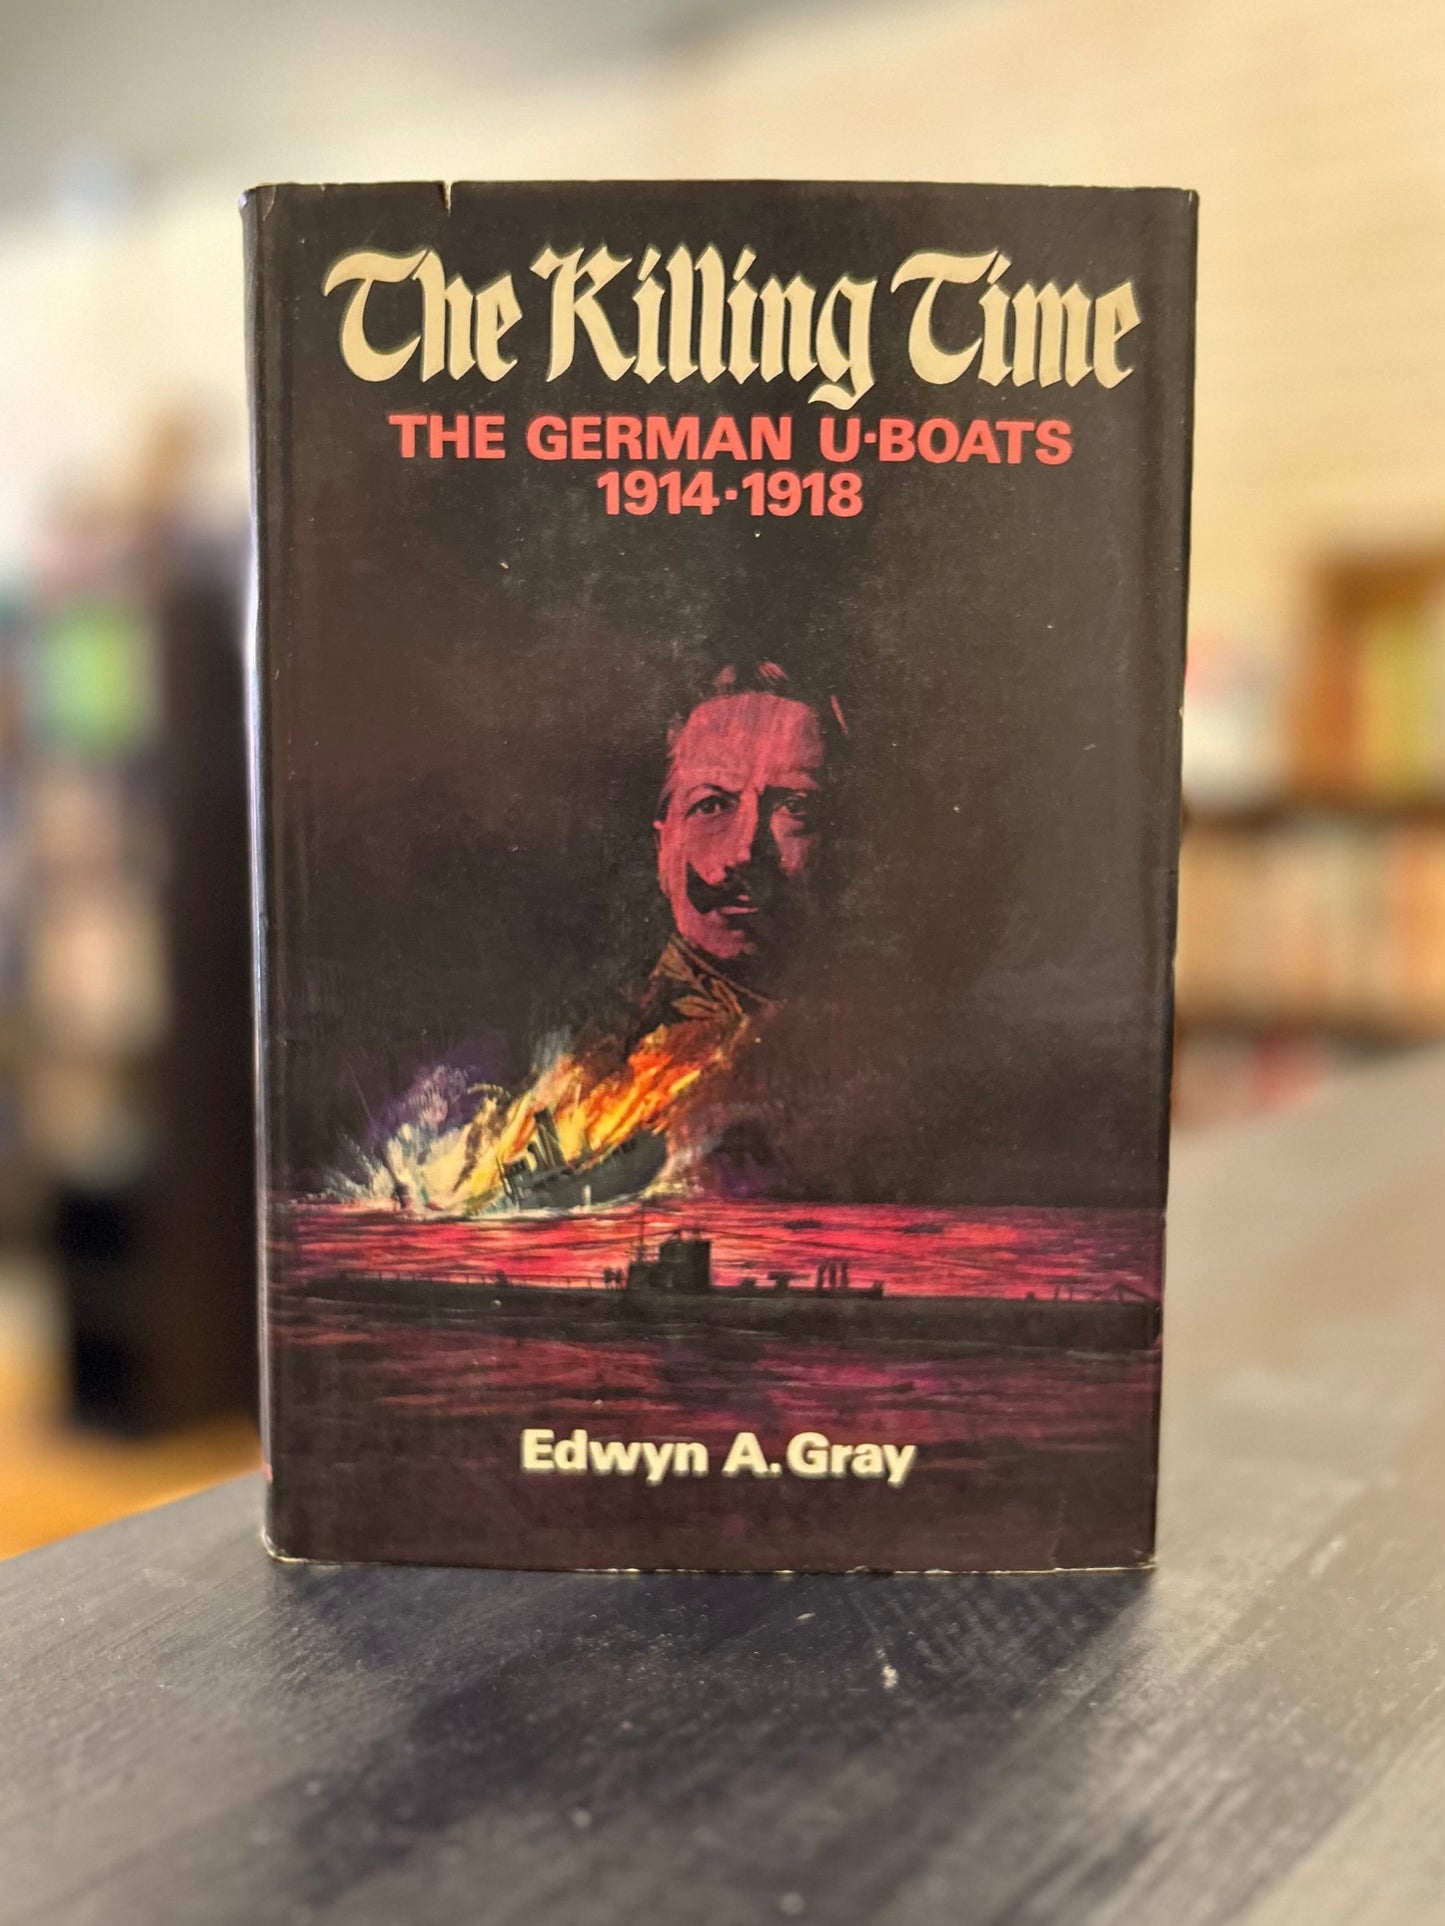 The Killing Time
THE GERMAN U-BOATS
1914-1918
Edwyn A. Gray